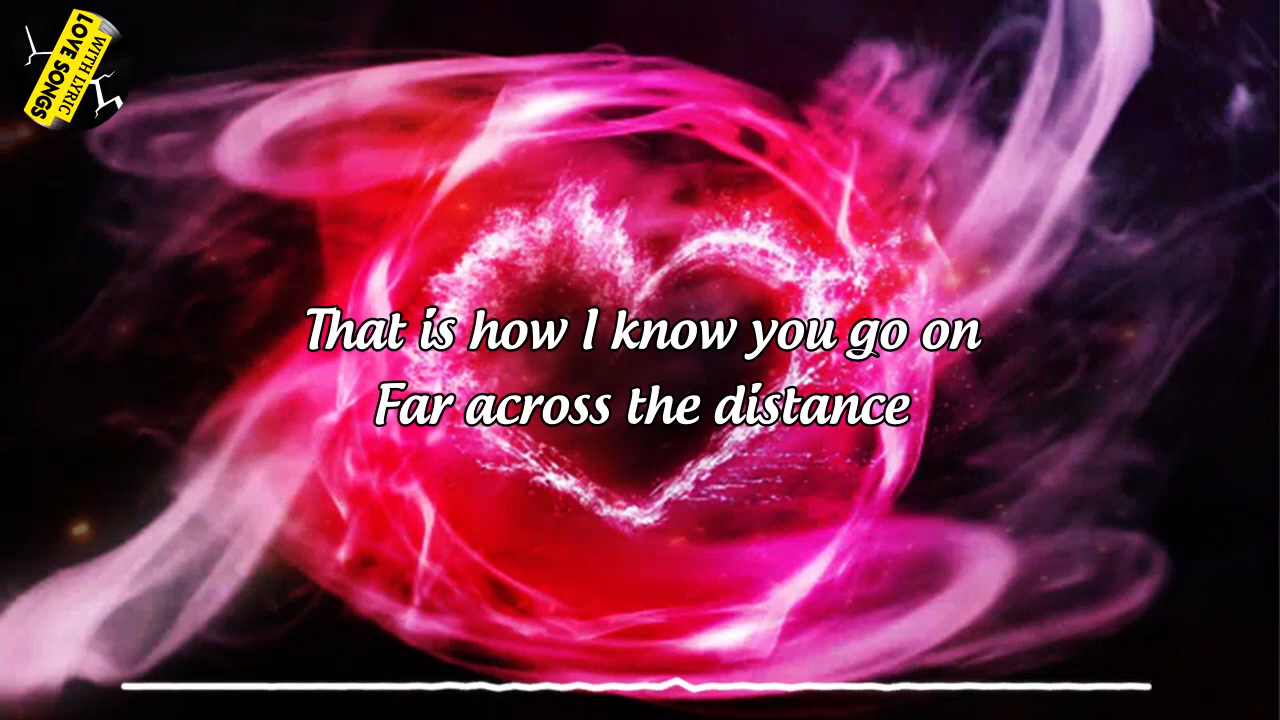 WITH LYRIC
LOVE SONGS
That is how I know you go on
Far across the distance